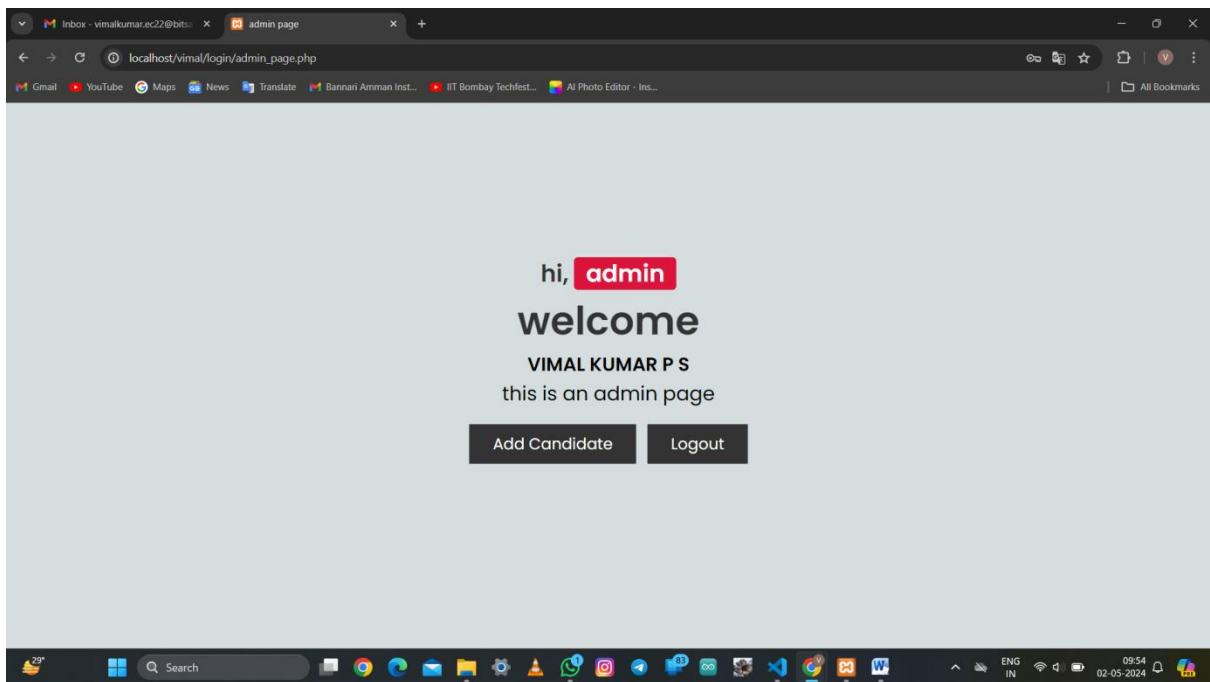 Inbox - vimalkumar.ec22@bits
admin page
localhost/vimal/login/admin_page.php
Gmail YouTube Maps News Translate Bannari Amman Inst... IIT Bombay Techfest... AI Photo Editor - Ins... All Bookmarks
hi, admin
welcome
VIMAL KUMAR P S
this is an admin page
Add Candidate Logout
29°
Search
83
ENG
IN
09:54
02-05-2024